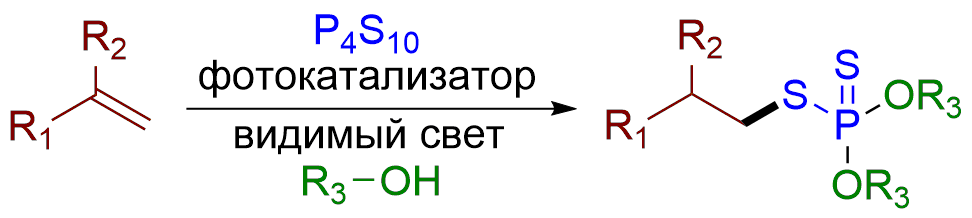 R2
R1
P4S10
фотокатализатор
видимый свет
R3–OH
R2
R1
S
S
P
OR3
OR3